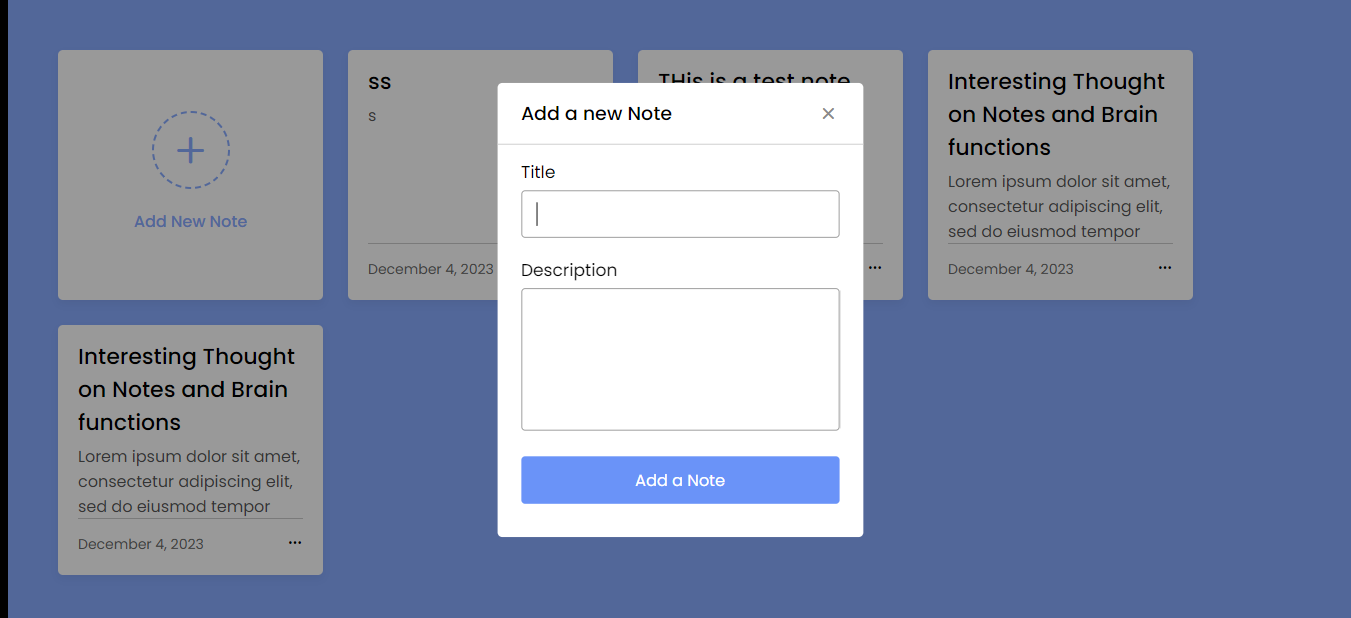 Add New Note
ss
s
December 4, 2023
THis is a test note
Interesting Thought
on Notes and Brain
functions
Lorem ipsum dolor sit amet,
consectetur adipiscing elit,
sed do eiusmod tempor
December 4, 2023
Add a new Note
Title
Description
Add a Note
Interesting Thought
on Notes and Brain
functions
Lorem ipsum dolor sit amet,
consectetur adipiscing elit,
sed do eiusmod tempor
December 4, 2023